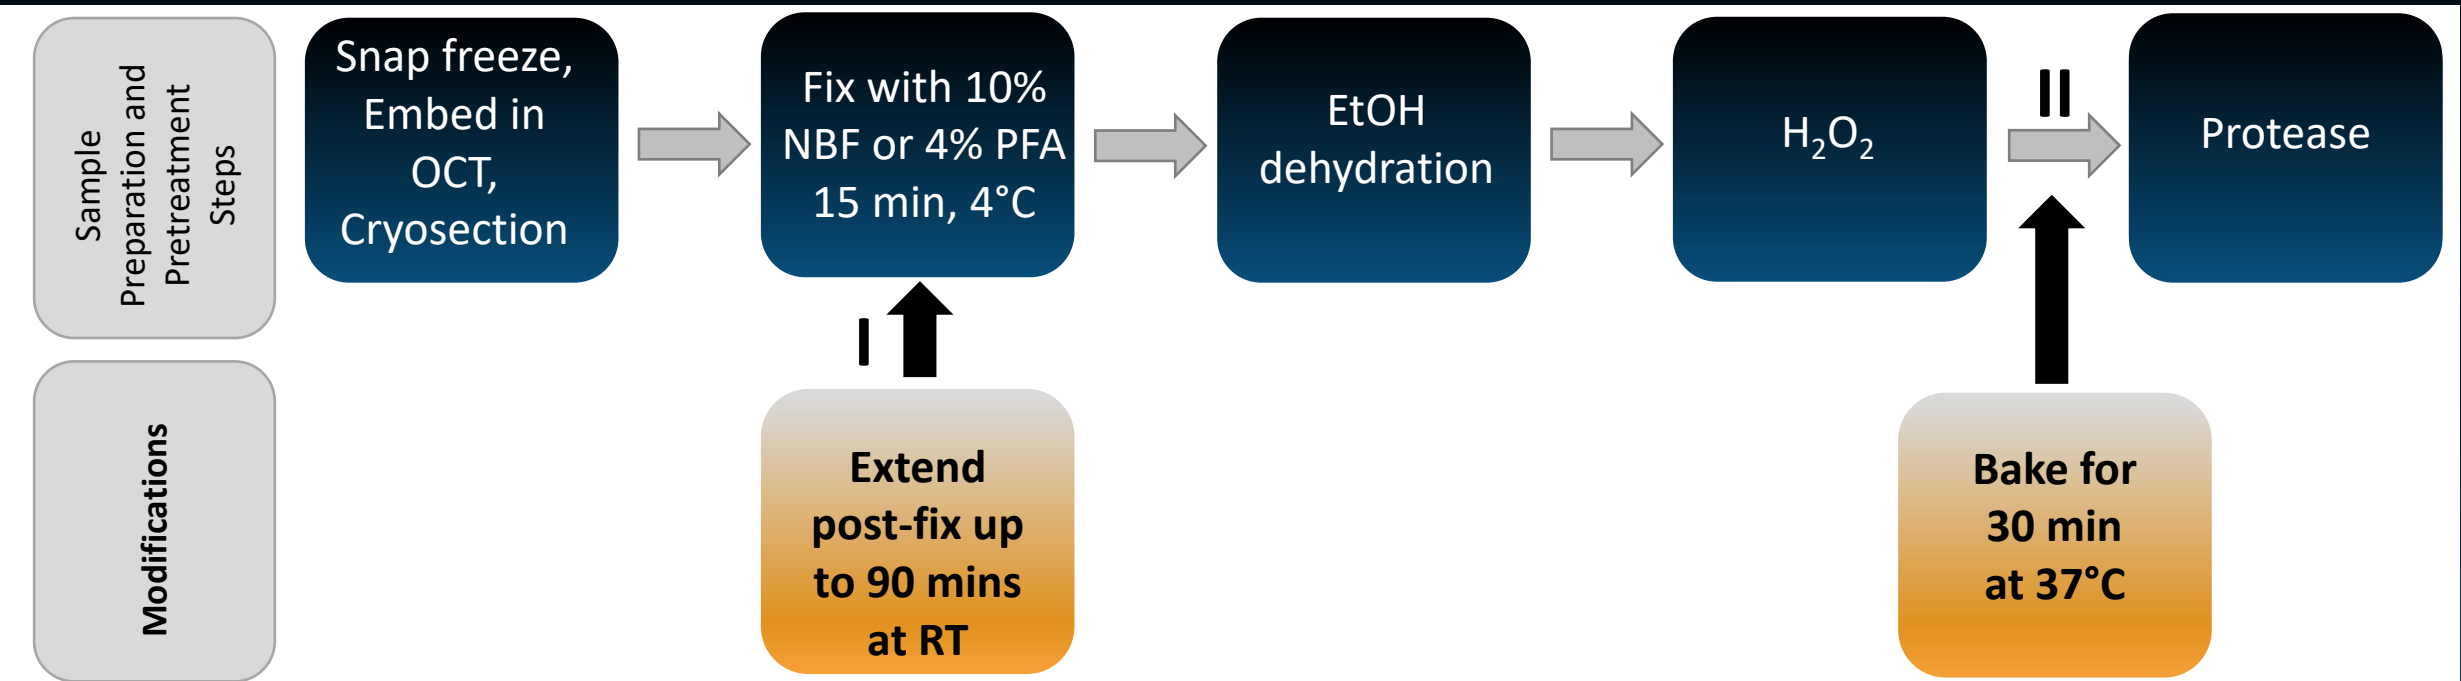 Sample
Preparation and
Pretreatment
Steps
Snap freeze,
Embed in
OCT,
Cryosection
Fix with 10%
NBF or 4% PFA
15 min, 4°C
EtOH
dehydration
H₂O₂
II
Protease
I
Modifications
Extend
post-fix up
to 90 mins
at RT
Bake for
30 min
at 37°C